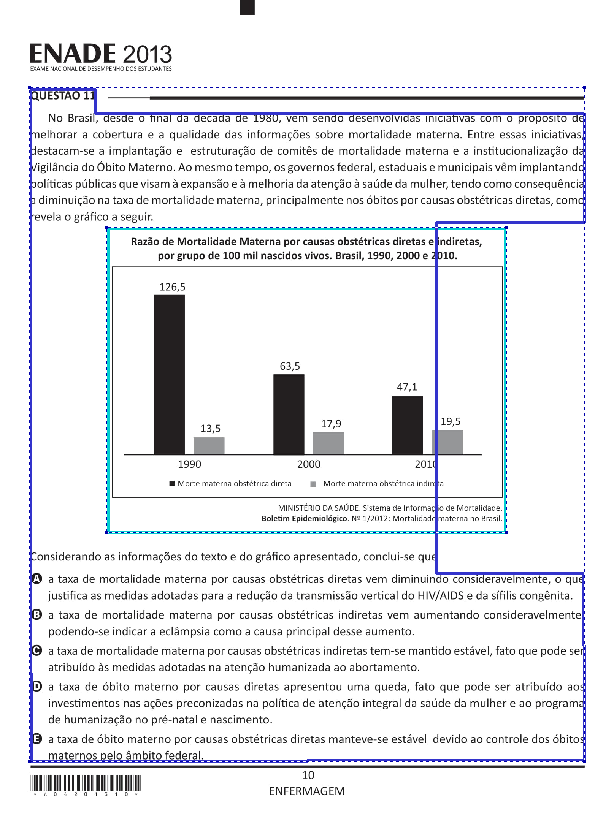 ENADE 2013
EXAME NACIONAL DE DESEMPENHO DOS ESTUDANTES
QUESTÃO 11
No Brasil, desde o final da década de 1980, vem sendo desenvolvidas iniciativas com o propósito de
melhorar a cobertura e a qualidade das informações sobre mortalidade materna. Entre essas iniciativas,
destacam-se a implantação e estruturação de comitês de mortalidade materna e a institucionalização da
Vigilância do Óbito Materno. Ao mesmo tempo, os governos federal, estaduais e municipais vêm implantando
políticas públicas que visam à expansão e à melhoria da atenção à saúde da mulher, tendo como consequência
a diminuição na taxa de mortalidade materna, principalmente nos óbitos por causas obstétricas diretas, como
revela o gráfico a seguir.
Razão de Mortalidade Materna por causas obstétricas diretas e indiretas,
por grupo de 100 mil nascidos vivos. Brasil, 1990, 2000 e 2010.
126,5
63,5
47,1
13,5
17,9
19,5
1990 2000 2010
Morte materna obstétrica direta Morte materna obstétrica indireta
MINISTÉRIO DA SAÚDE. Sistema de Informação de Mortalidade.
Boletim Epidemiológico. Nº 1/2012: Mortalidade materna no Brasil.
Considerando as informações do texto e do gráfico apresentado, conclui-se que
A a taxa de mortalidade materna por causas obstétricas diretas vem diminuindo consideravelmente, o que
justifica as medidas adotadas para a redução da transmissão vertical do HIV/AIDS e da sífilis congênita.
B a taxa de mortalidade materna por causas obstétricas indiretas vem aumentando consideravelmente,
podendo-se indicar a eclâmpsia como a causa principal desse aumento.
C a taxa de mortalidade materna por causas obstétricas indiretas tem-se mantido estável, fato que pode ser
atribuído às medidas adotadas na atenção humanizada ao abortamento.
D a taxa de óbito materno por causas diretas apresentou uma queda, fato que pode ser atribuído aos
investimentos nas ações preconizadas na política de atenção integral da saúde da mulher e ao programa
de humanização no pré-natal e nascimento.
E a taxa de óbito materno por causas obstétricas diretas manteve-se estável devido ao controle dos óbitos
maternos pelo âmbito federal.
10
ENFERMAGEM